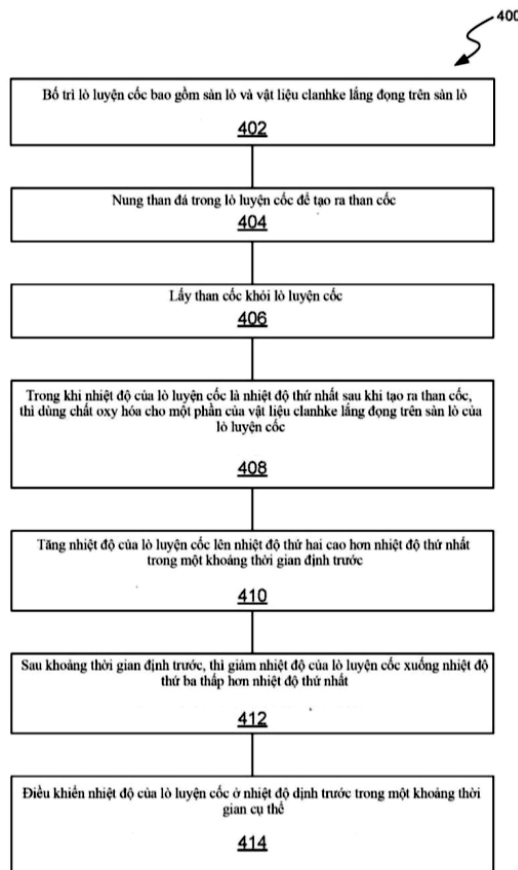 400
Bố trì lò luyện cốc bao gồm sàn lò và vật liệu clanhke lắng đọng trên sàn lò
402
Nung than đá trong lò luyện cốc để tạo ra than cốc
404
Lấy than cốc khỏi lò luyện cốc
406
Trong khi nhiệt độ của lò luyện cốc là nhiệt độ thứ nhất sau khi tạo ra than cốc,
thì dùng chất oxy hóa cho một phần của vật liệu clanhke lắng đọng trên sàn lò của
lò luyện cốc
408
Tăng nhiệt độ của lò luyện cốc lên nhiệt độ thứ hai cao hơn nhiệt độ thứ nhất
trong một khoảng thời gian định trước
410
Sau khoảng thời gian định trước, thì giảm nhiệt độ của lò luyện cốc xuống nhiệt độ
thứ ba thấp hơn nhiệt độ thứ nhất
412
Điều khiển nhiệt độ của lò luyện cốc ở nhiệt độ định trước trong một khoảng thời
gian cụ thể
414